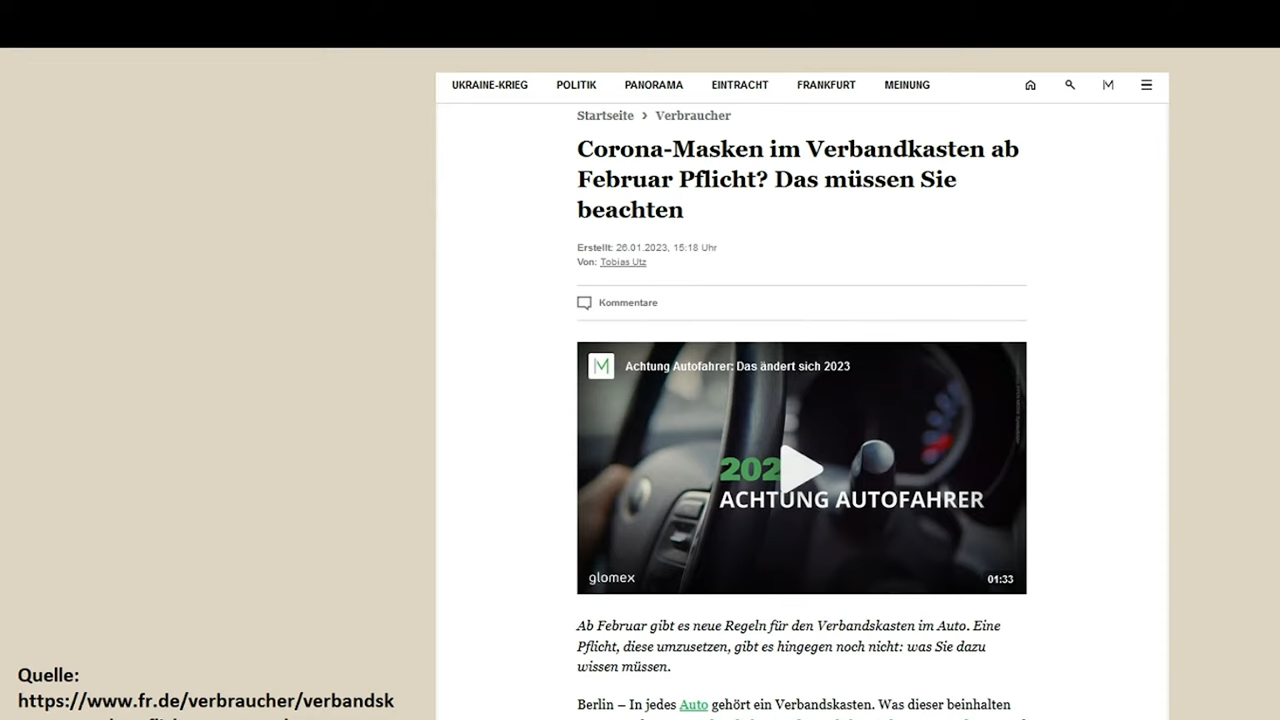 UKRAINE-KRIEG POLITIK PANORAMA EINTRACHT FRANKFURT MEINUNG
Startseite > Verbraucher
Corona-Masken im Verbandkasten ab
Februar Pflicht? Das müssen Sie
beachten
Erstellt: 26.01.2023, 15:18 Uhr
Von: Tobias Utz
Kommentare
M Achtung Autofahrer: Das ändert sich 2023
202
ACHTUNG AUTOFAHRER
glomex
01:33
Ab Februar gibt es neue Regeln für den Verbandskasten im Auto. Eine
Pflicht, diese umzusetzen, gibt es hingegen noch nicht: was Sie dazu
wissen müssen.
Berlin – In jedes Auto gehört ein Verbandskasten. Was dieser beinhalten
Quelle:
https://www.fr.de/verbraucher/verbandsk